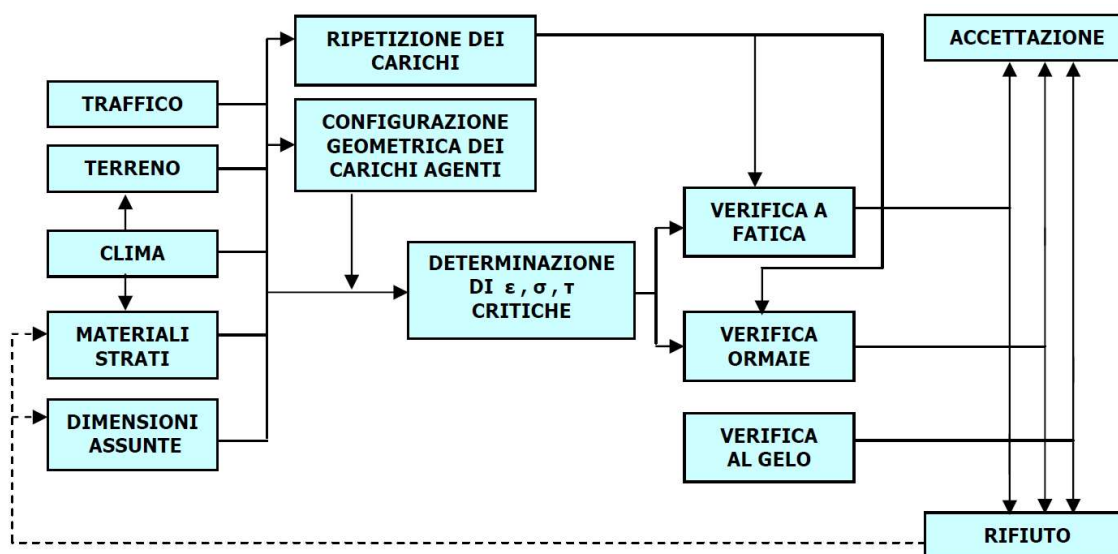 RIPETIZIONE DEI
CARICHI
ACCETTAZIONE
TRAFFICO
CONFIGURAZIONE
GEOMETRICA DEI
CARICHI AGENTI
TERRENO
VERIFICA A
FATICA
CLIMA
DETERMINAZIONE
DI ε , σ , τ
CRITICHE
MATERIALI
STRATI
VERIFICA
ORMAIE
DIMENSIONI
ASSUNTE
VERIFICA
AL GELO
RIFIUTO